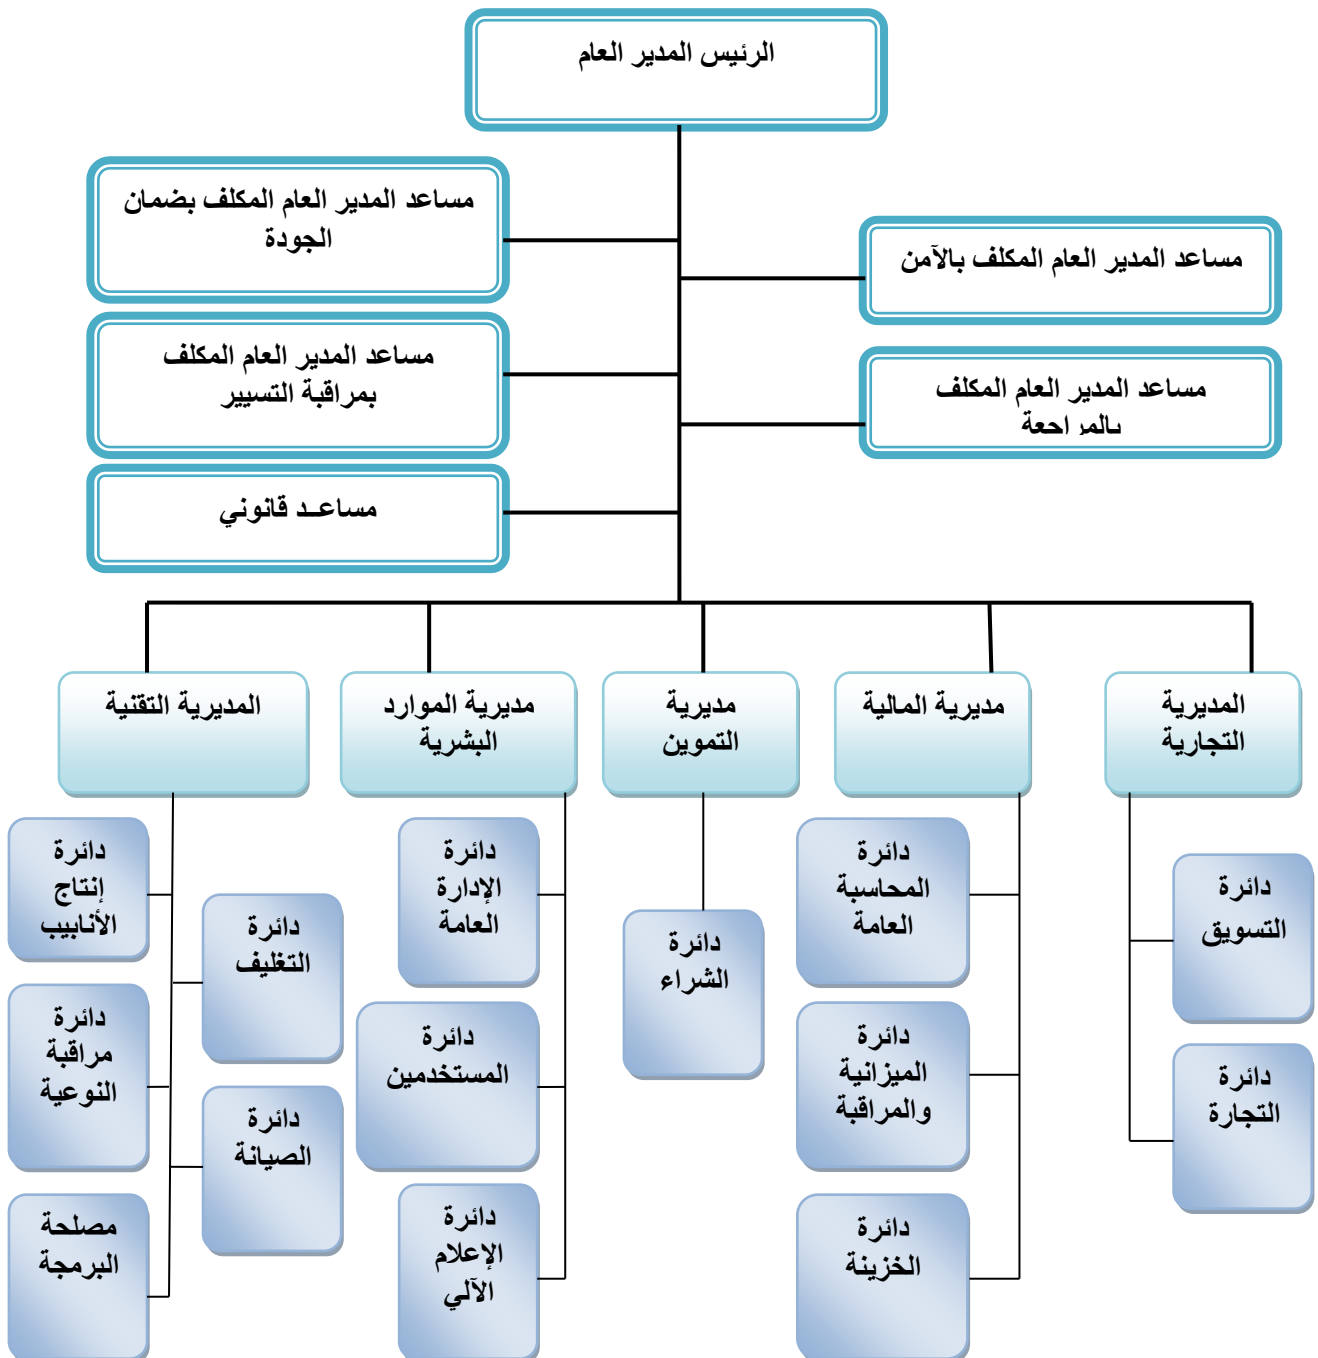 الرئيس المدير العام
مساعد المدير العام المكلف بضمان
الجودة
مساعد المدير العام المكلف بالآمن
مساعد المدير العام المكلف
بمراقبة التسيير
مساعد المدير العام المكلف
بالمراجعة
مساعــد قانوني
المديرية
التجارية
مديرية المالية
مديرية
التموين
مديرية الموارد
البشرية
المديرية التقنية
دائرة
التسويق
دائرة
التجارة
دائرة
المحاسبة
العامة
دائرة
الميزانية
والمراقبة
دائرة
الخزينة
دائرة
الشراء
دائرة
الإدارة
العامة
دائرة
المستخدمين
دائرة
الإعلام
الآلي
دائرة
التغليف
دائرة
الصيانة
دائرة
إنتاج
الأنابيب
دائرة
مراقبة
النوعية
مصلحة
البرمجة